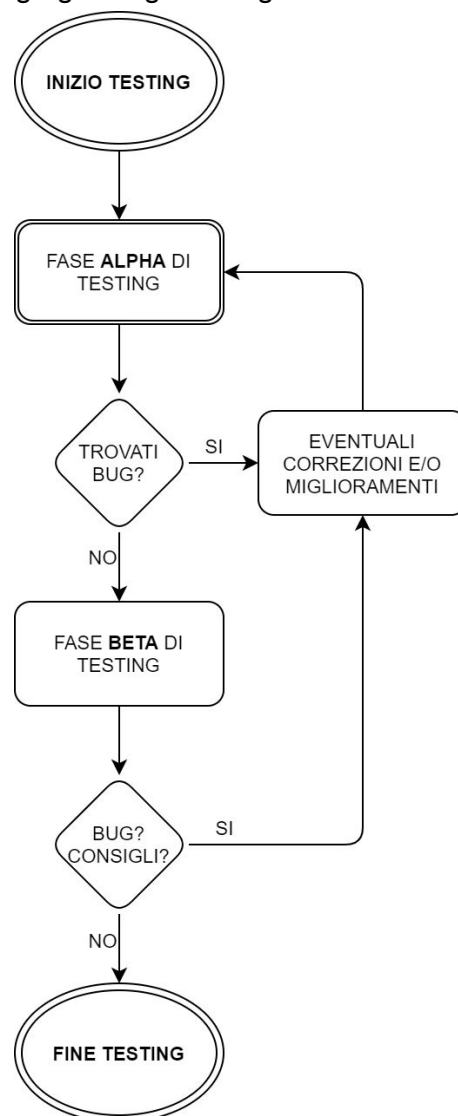 INIZIO TESTING
FASE ALPHA DI
TESTING
TROVATI
BUG?
SI
EVENTUALI
CORREZIONI E/O
MIGLIORAMENTI
NO
FASE BETA DI
TESTING
BUG?
CONSIGLI?
SI
NO
FINE TESTING